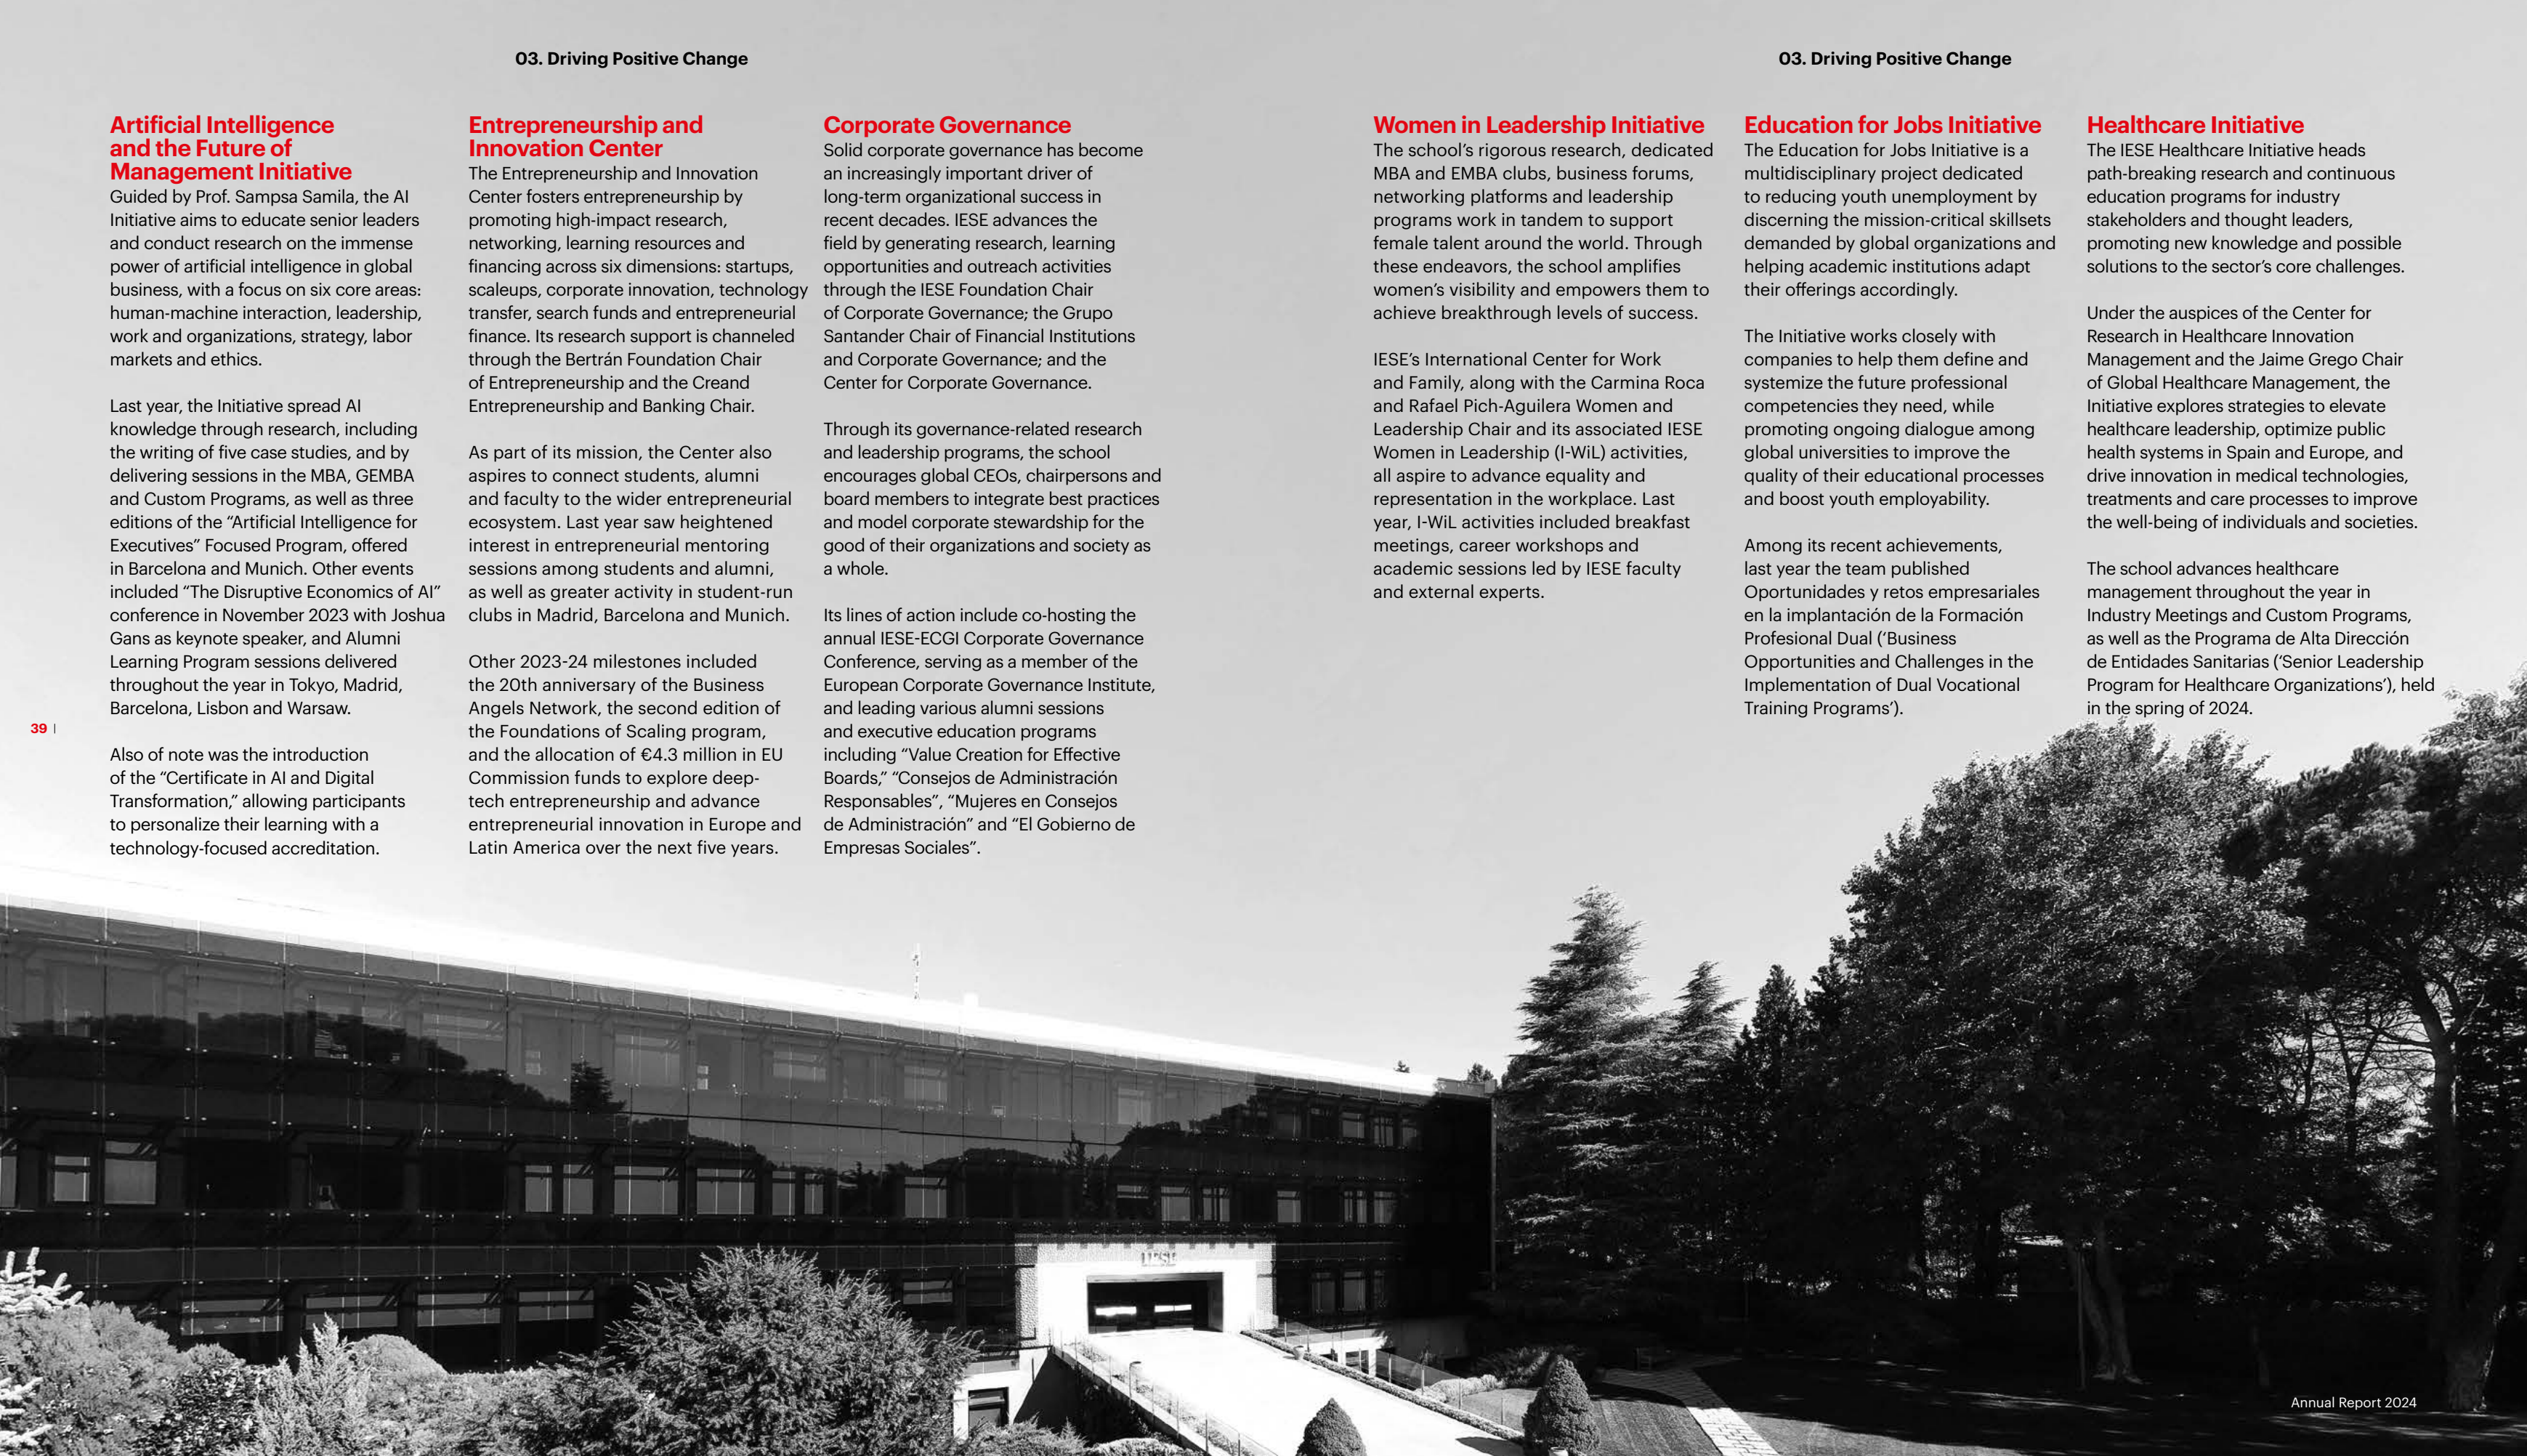 03. Driving Positive Change
Artificial Intelligence
and the Future of
Management Initiative
Guided by Prof. Sampsa Samila, the AI
Initiative aims to educate senior leaders
and conduct research on the immense
power of artificial intelligence in global
business, with a focus on six core areas:
human-machine interaction, leadership,
work and organizations, strategy, labor
markets and ethics.
Last year, the Initiative spread AI
knowledge through research, including
the writing of five case studies, and by
delivering sessions in the MBA, GEMBA
and Custom Programs, as well as three
editions of the “Artificial Intelligence for
Executives” Focused Program, offered
in Barcelona and Munich. Other events
included “The Disruptive Economics of AI”
conference in November 2023 with Joshua
Gans as keynote speaker, and Alumni
Learning Program sessions delivered
throughout the year in Tokyo, Madrid,
Barcelona, Lisbon and Warsaw.
Also of note was the introduction
of the “Certificate in AI and Digital
Transformation,” allowing participants
to personalize their learning with a
technology-focused accreditation.
Entrepreneurship and
Innovation Center
The Entrepreneurship and Innovation
Center fosters entrepreneurship by
promoting high-impact research,
networking, learning resources and
financing across six dimensions: startups,
scaleups, corporate innovation, technology
transfer, search funds and entrepreneurial
finance. Its research support is channeled
through the Bertrán Foundation Chair
of Entrepreneurship and the Creand
Entrepreneurship and Banking Chair.
As part of its mission, the Center also
aspires to connect students, alumni
and faculty to the wider entrepreneurial
ecosystem. Last year saw heightened
interest in entrepreneurial mentoring
sessions among students and alumni,
as well as greater activity in student-run
clubs in Madrid, Barcelona and Munich.
Other 2023-24 milestones included
the 20th anniversary of the Business
Angels Network, the second edition of
the Foundations of Scaling program,
and the allocation of €4.3 million in EU
Commission funds to explore deep-
tech entrepreneurship and advance
entrepreneurial innovation in Europe and
Latin America over the next five years.
Corporate Governance
Solid corporate governance has become
an increasingly important driver of
long-term organizational success in
recent decades. IESE advances the
field by generating research, learning
opportunities and outreach activities
through the IESE Foundation Chair
of Corporate Governance; the Grupo
Santander Chair of Financial Institutions
and Corporate Governance; and the
Center for Corporate Governance.
Through its governance-related research
and leadership programs, the school
encourages global CEOs, chairpersons and
board members to integrate best practices
and model corporate stewardship for the
good of their organizations and society as
a whole.
Its lines of action include co-hosting the
annual IESE-ECGI Corporate Governance
Conference, serving as a member of the
European Corporate Governance Institute,
and leading various alumni sessions
and executive education programs
including “Value Creation for Effective
Boards,” “Consejos de Administración
Responsables”, “Mujeres en Consejos
de Administración” and “El Gobierno de
Empresas Sociales”.
39 |
03. Driving Positive Change
Women in Leadership Initiative
The school’s rigorous research, dedicated
MBA and EMBA clubs, business forums,
networking platforms and leadership
programs work in tandem to support
female talent around the world. Through
these endeavors, the school amplifies
women’s visibility and empowers them to
achieve breakthrough levels of success.
IESE’s International Center for Work
and Family, along with the Carmina Roca
and Rafael Pich-Aguilera Women and
Leadership Chair and its associated IESE
Women in Leadership (I-WiL) activities,
all aspire to advance equality and
representation in the workplace. Last
year, I-WiL activities included breakfast
meetings, career workshops and
academic sessions led by IESE faculty
and external experts.
Education for Jobs Initiative
The Education for Jobs Initiative is a
multidisciplinary project dedicated
to reducing youth unemployment by
discerning the mission-critical skillsets
demanded by global organizations and
helping academic institutions adapt
their offerings accordingly.
The Initiative works closely with
companies to help them define and
systemize the future professional
competencies they need, while
promoting ongoing dialogue among
global universities to improve the
quality of their educational processes
and boost youth employability.
Among its recent achievements,
last year the team published
Oportunidades y retos empresariales
en la implantación de la Formación
Profesional Dual (‘Business
Opportunities and Challenges in the
Implementation of Dual Vocational
Training Programs’).
Healthcare Initiative
The IESE Healthcare Initiative heads
path-breaking research and continuous
education programs for industry
stakeholders and thought leaders,
promoting new knowledge and possible
solutions to the sector’s core challenges.
Under the auspices of the Center for
Research in Healthcare Innovation
Management and the Jaime Grego Chair
of Global Healthcare Management, the
Initiative explores strategies to elevate
healthcare leadership, optimize public
health systems in Spain and Europe, and
drive innovation in medical technologies,
treatments and care processes to improve
the well-being of individuals and societies.
The school advances healthcare
management throughout the year in
Industry Meetings and Custom Programs,
as well as the Programa de Alta Dirección
de Entidades Sanitarias (‘Senior Leadership
Program for Healthcare Organizations’), held
in the spring of 2024.
IESE
Annual Report 2024